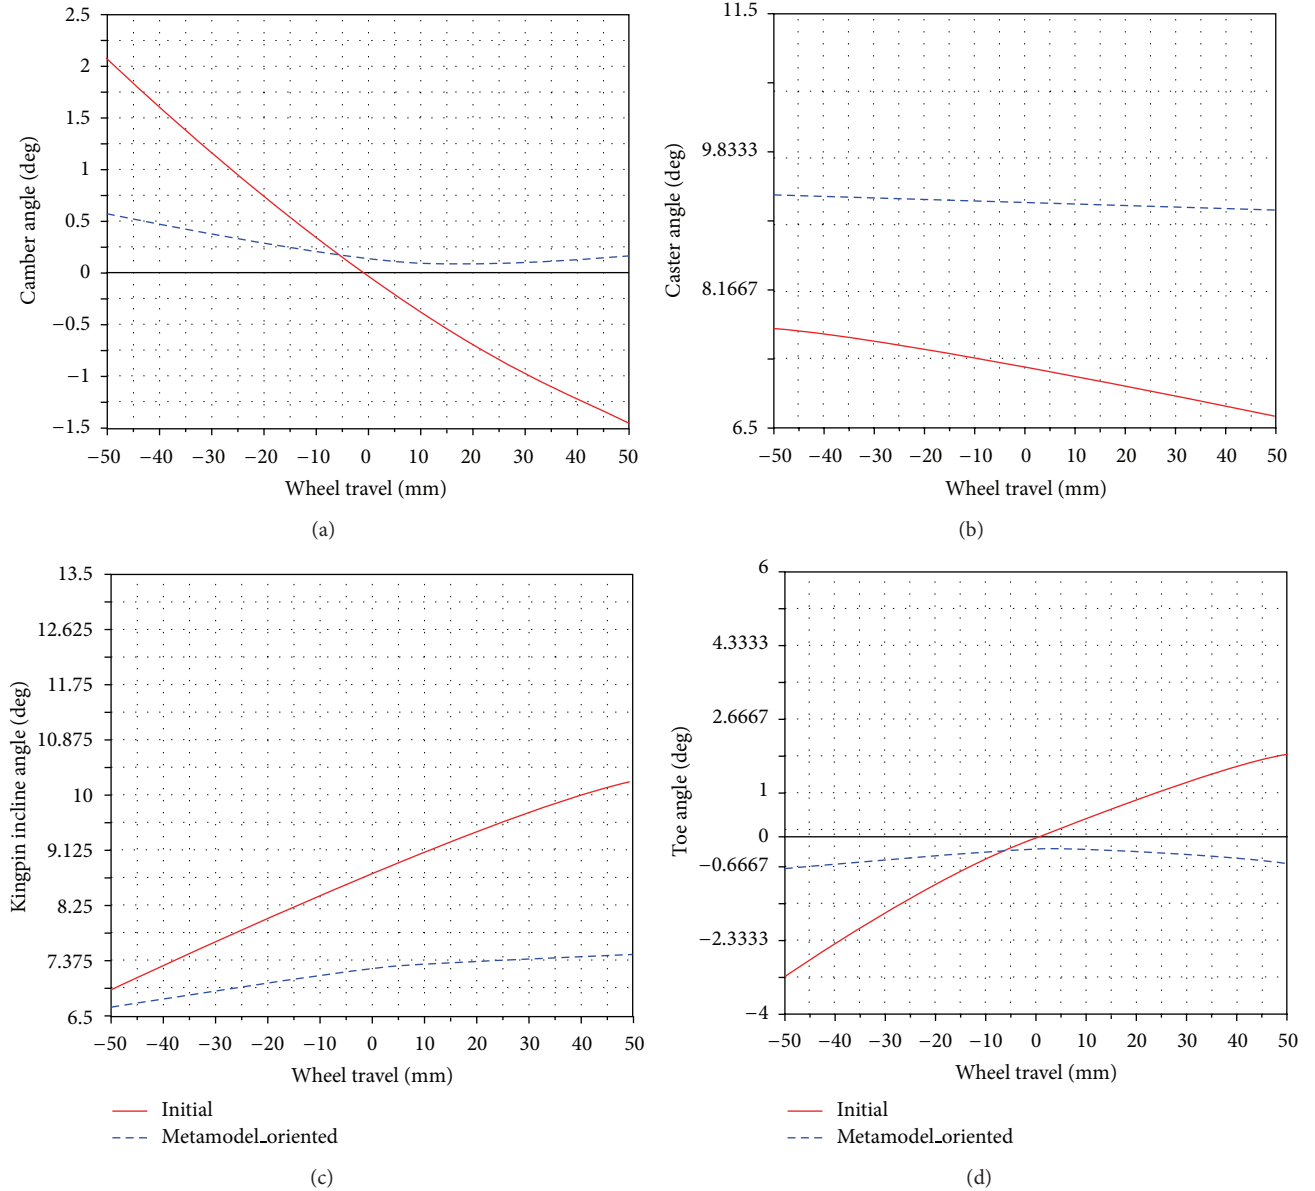 2.5
2
1.5
1
0.5
0
−0.5
−1
−1.5
Camber angle (deg)
−50 −40 −30 −20 −10 0 10 20 30 40 50
Wheel travel (mm)
(a)
11.5
9.8333
8.1667
6.5
Caster angle (deg)
−50 −40 −30 −20 −10 0 10 20 30 40 50
Wheel travel (mm)
(b)
13.5
12.625
11.75
10.875
10
9.125
8.25
7.375
6.5
Kingpin incline angle (deg)
−50 −40 −30 −20 −10 0 10 20 30 40 50
Wheel travel (mm)
Initial
Metamodel_oriented
(c)
6
4.3333
2.6667
1
0
−0.6667
−2.3333
−4
Toe angle (deg)
−50 −40 −30 −20 −10 0 10 20 30 40 50
Wheel travel (mm)
Initial
Metamodel_oriented
(d)